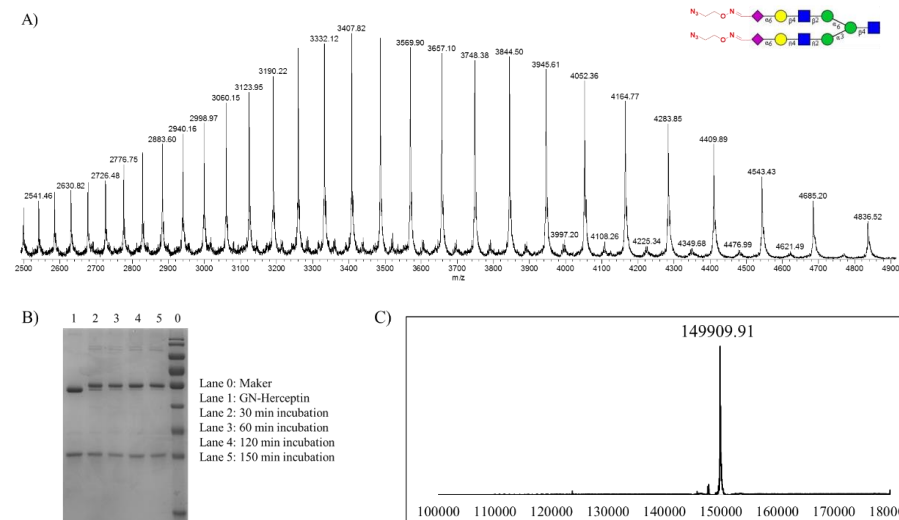 A)
N₃ O N α6 β4 β2 α6
β4
N₃ O N α6 n4 n2 α3
3407.82
3332.12
3569.90
3657.10
3190.22
3748.38
3844.50
3123.95
3945.61
3060.15
4052.36
2998.97
4164.77
2940.16
4283.85
2883.60
4409.89
2776.75
4543.43
2726.48
2630.82
2541.46
4685.20
4836.52
3997.20
4108.26
4225.34
4349.68
4476.99
4621.49
2500 2600 2700 2800 2900 3000 3100 3200 3300 3400 3500 3600 3700 3800 3900 4000 4100 4200 4300 4400 4500 4600 4700 4800 4900
m/z
B)
1 2 3 4 5 0
Lane 0: Maker
Lane 1: GN-Herceptin
Lane 2: 30 min incubation
Lane 3: 60 min incubation
Lane 4: 120 min incubation
Lane 5: 150 min incubation
C)
149909.91
100000 110000 120000 130000 140000 150000 160000 170000 18000